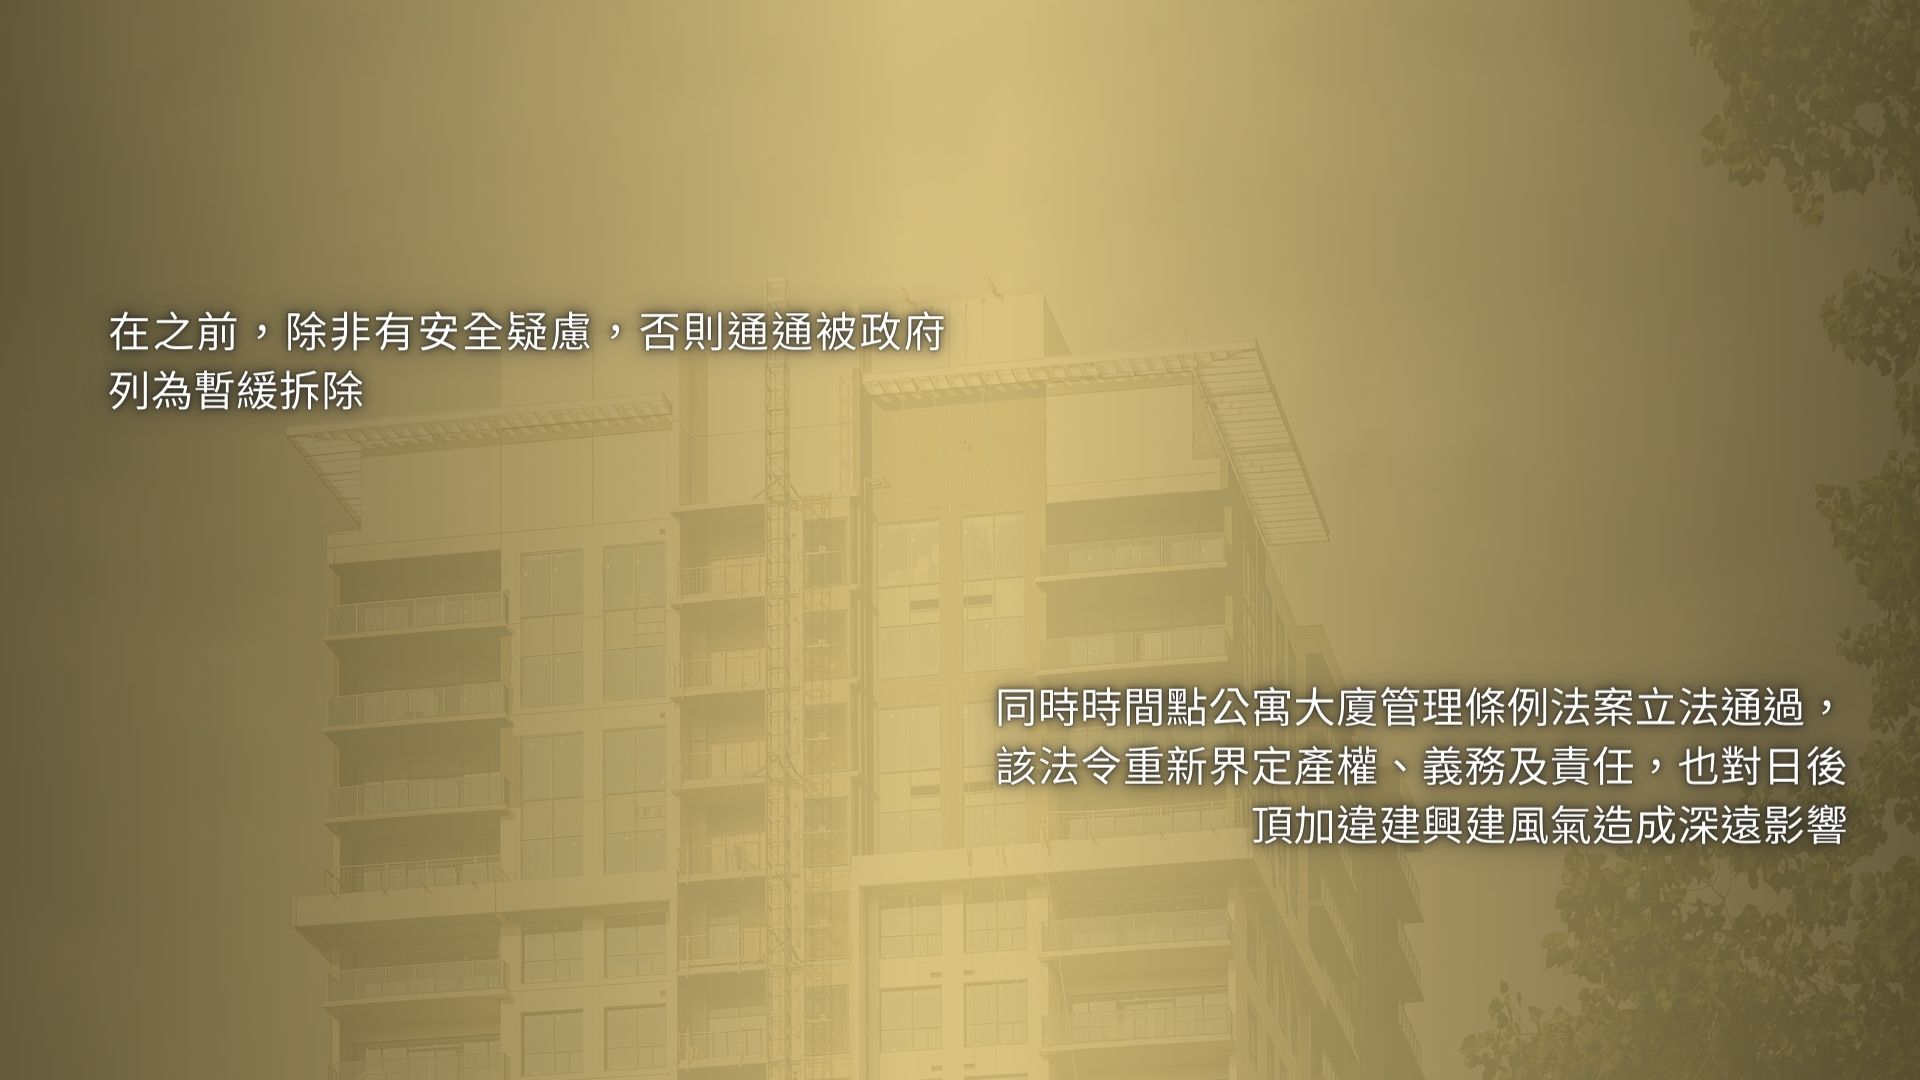 在之前，除非有安全疑慮，否則通通被政府
列為暫緩拆除
同時時間點公寓大廈管理條例法案立法通過，
該法令重新界定產權、義務及責任，也對日後
頂加違建興建風氣造成深遠影響